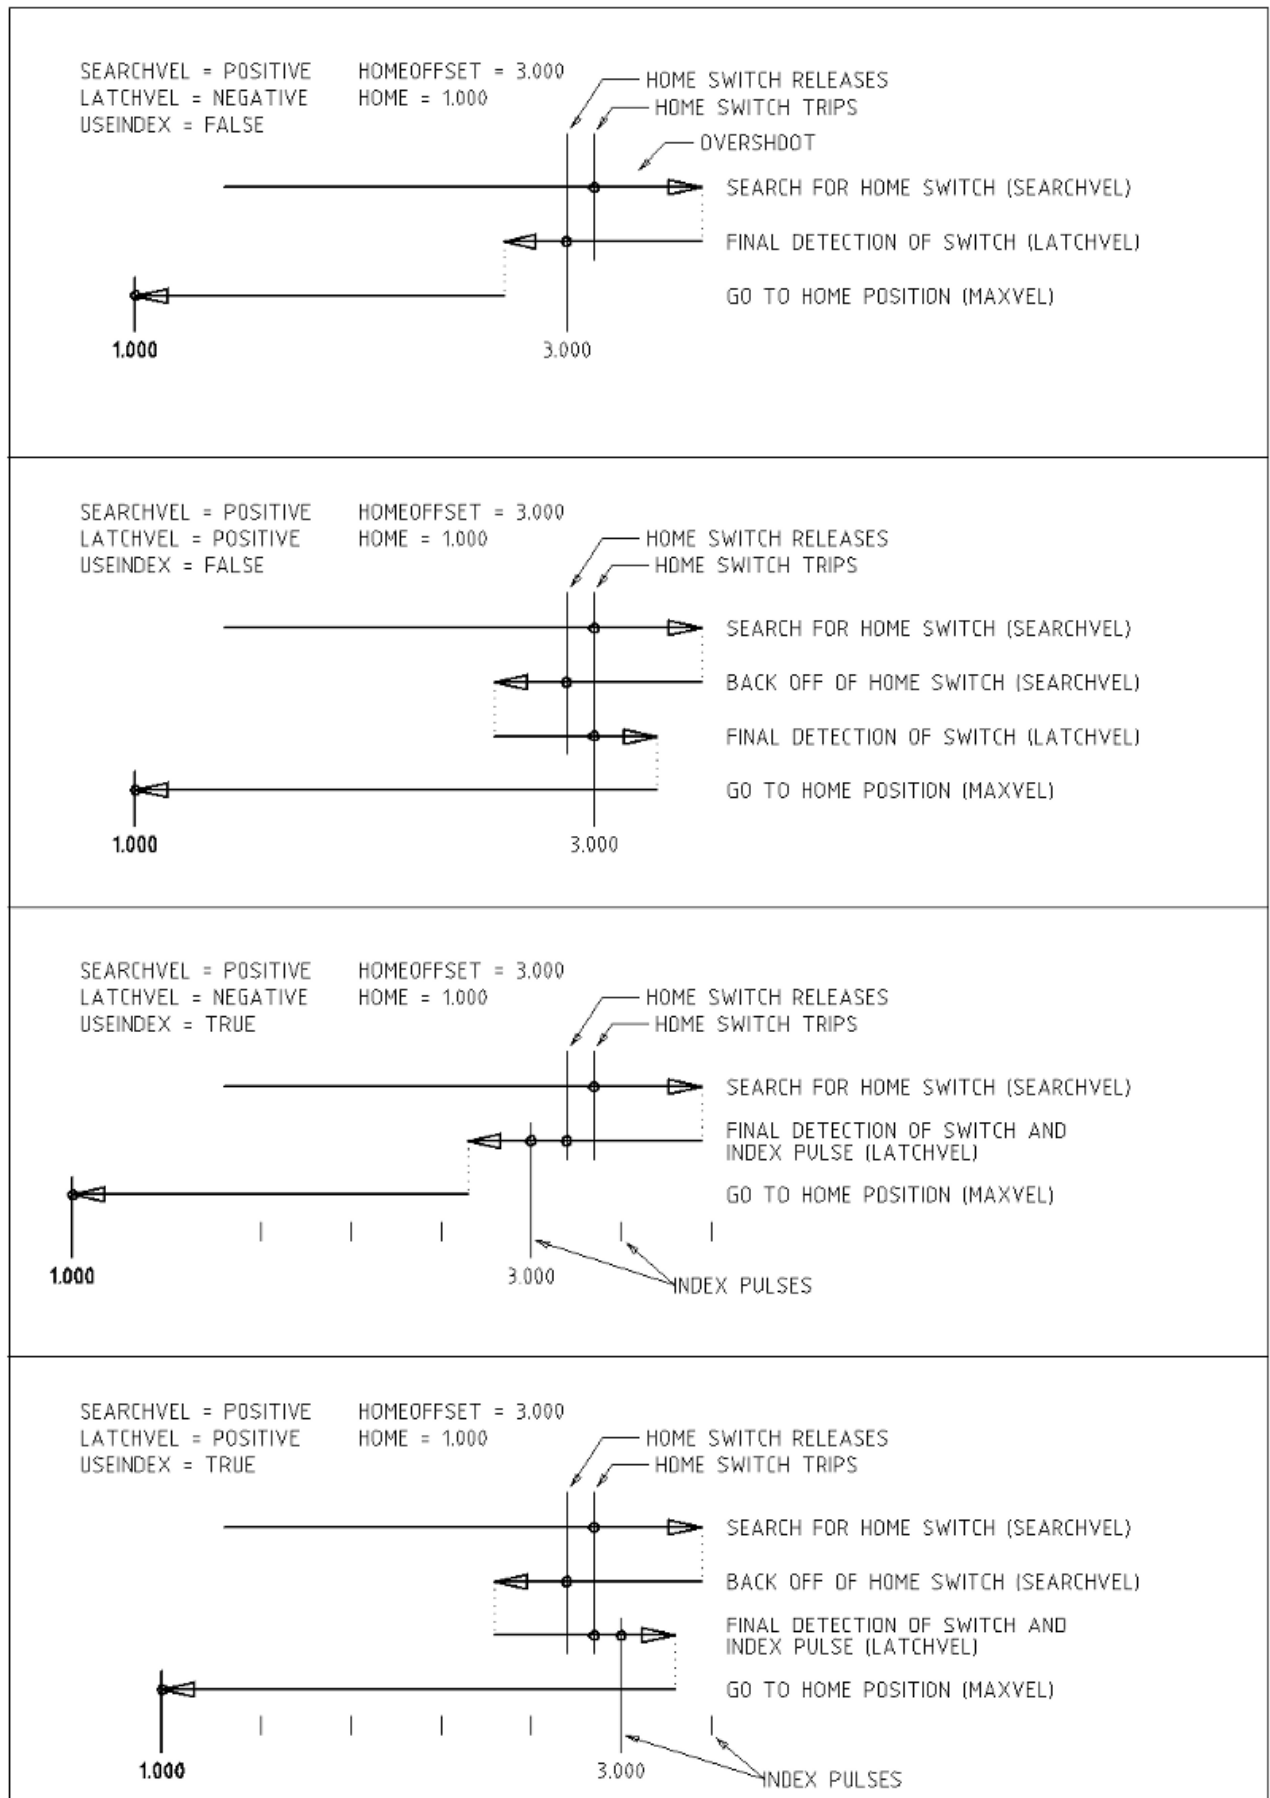 SEARCHVEL = POSITIVE HOMEOFFSET = 3.000
LATCHVEL = NEGATIVE HOME = 1.000
USEINDEX = FALSE
HOME SWITCH RELEASES
HOME SWITCH TRIPS
OVERSHOOT
SEARCH FOR HOME SWITCH (SEARCHVEL)
FINAL DETECTION OF SWITCH (LATCHVEL)
GO TO HOME POSITION (MAXVEL)
1.000
3.000
SEARCHVEL = POSITIVE HOMEOFFSET = 3.000
LATCHVEL = POSITIVE HOME = 1.000
USEINDEX = FALSE
HOME SWITCH RELEASES
HOME SWITCH TRIPS
SEARCH FOR HOME SWITCH (SEARCHVEL)
BACK OFF OF HOME SWITCH (SEARCHVEL)
FINAL DETECTION OF SWITCH (LATCHVEL)
GO TO HOME POSITION (MAXVEL)
1.000
3.000
SEARCHVEL = POSITIVE HOMEOFFSET = 3.000
LATCHVEL = NEGATIVE HOME = 1.000
USEINDEX = TRUE
HOME SWITCH RELEASES
HOME SWITCH TRIPS
SEARCH FOR HOME SWITCH (SEARCHVEL)
FINAL DETECTION OF SWITCH AND
INDEX PULSE (LATCHVEL)
GO TO HOME POSITION (MAXVEL)
1.000
3.000
INDEX PULSES
SEARCHVEL = POSITIVE HOMEOFFSET = 3.000
LATCHVEL = POSITIVE HOME = 1.000
USEINDEX = TRUE
HOME SWITCH RELEASES
HOME SWITCH TRIPS
SEARCH FOR HOME SWITCH (SEARCHVEL)
BACK OFF OF HOME SWITCH (SEARCHVEL)
FINAL DETECTION OF SWITCH AND
INDEX PULSE (LATCHVEL)
GO TO HOME POSITION (MAXVEL)
1.000
3.000
INDEX PULSES